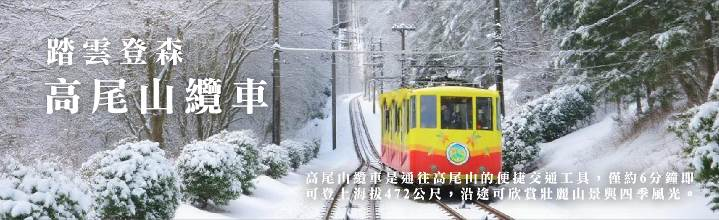 踏雲登森
高尾山纜車
高尾山纜車是通往高尾山的便捷交通工具，僅約6分鐘即
可登上海拔472公尺，沿途可欣賞壯麗山景與四季風光。